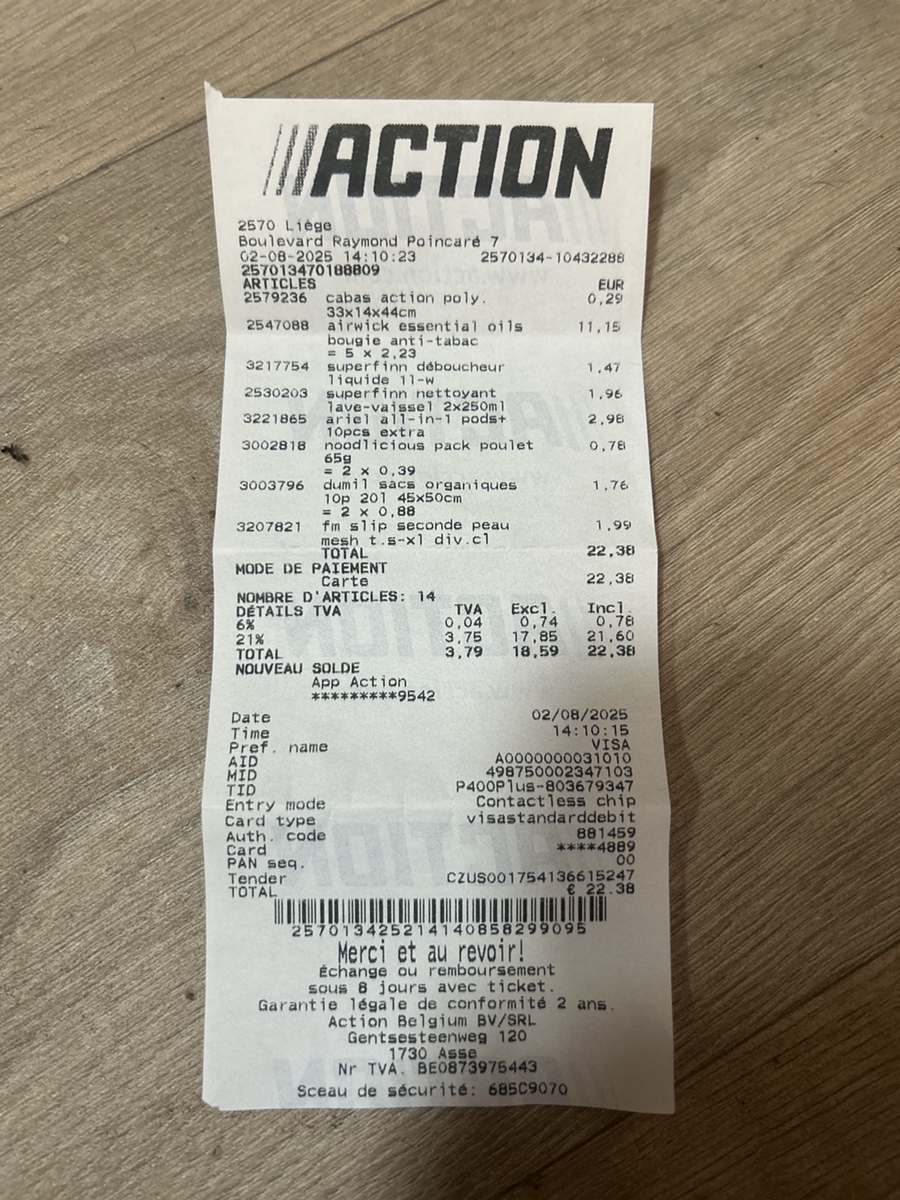 ACTION
2570 Liège
Boulevard Raymond Poincaré 7
02-08-2025 14:10:23 2570134-10432288
257013470188809
ARTICLES EUR
2579236 cabas action poly. 0,29
33x14x44cm
2547088 airwick essential oils 11,15
bougie anti-tabac
= 5 x 2,23
3217754 superfinn déboucheur 1,47
liquide 1l-w
2530203 superfinn nettoyant 1,96
lave-vaissel 2x250ml
3221865 ariel all-in-1 pods+ 2,98
10pcs extra
3002818 noodlicious pack poulet 0,78
65g
= 2 x 0,39
3003796 dumil sacs organiques 1,76
10p 20l 45x50cm
= 2 x 0,88
3207821 fm slip seconde peau 1,99
mesh t.s-xl div.cl
TOTAL 22,38
MODE DE PAIEMENT
Carte 22,38
NOMBRE D'ARTICLES: 14
DÉTAILS TVA TVA Excl. Incl.
6% 0,04 0,74 0,78
21% 3,75 17,85 21,60
TOTAL 3,79 18,59 22,38
NOUVEAU SOLDE
App Action
*********9542
Date 02/08/2025
Time 14:10:15
Pref. name VISA
AID A0000000031010
MID 498750002347103
TID P400Plus-803679347
Entry mode Contactless chip
Card type visastandarddebit
Auth. code 881459
Card ****4889
PAN seq. 00
Tender CZUS001754136615247
TOTAL € 22.38
257013425214140858299095
Merci et au revoir!
Échange ou remboursement
sous 8 jours avec ticket.
Garantie légale de conformité 2 ans.
Action Belgium BV/SRL
Gentsesteenweg 120
1730 Asse
Nr TVA. BE0873975443
Sceau de sécurité: 685C9070